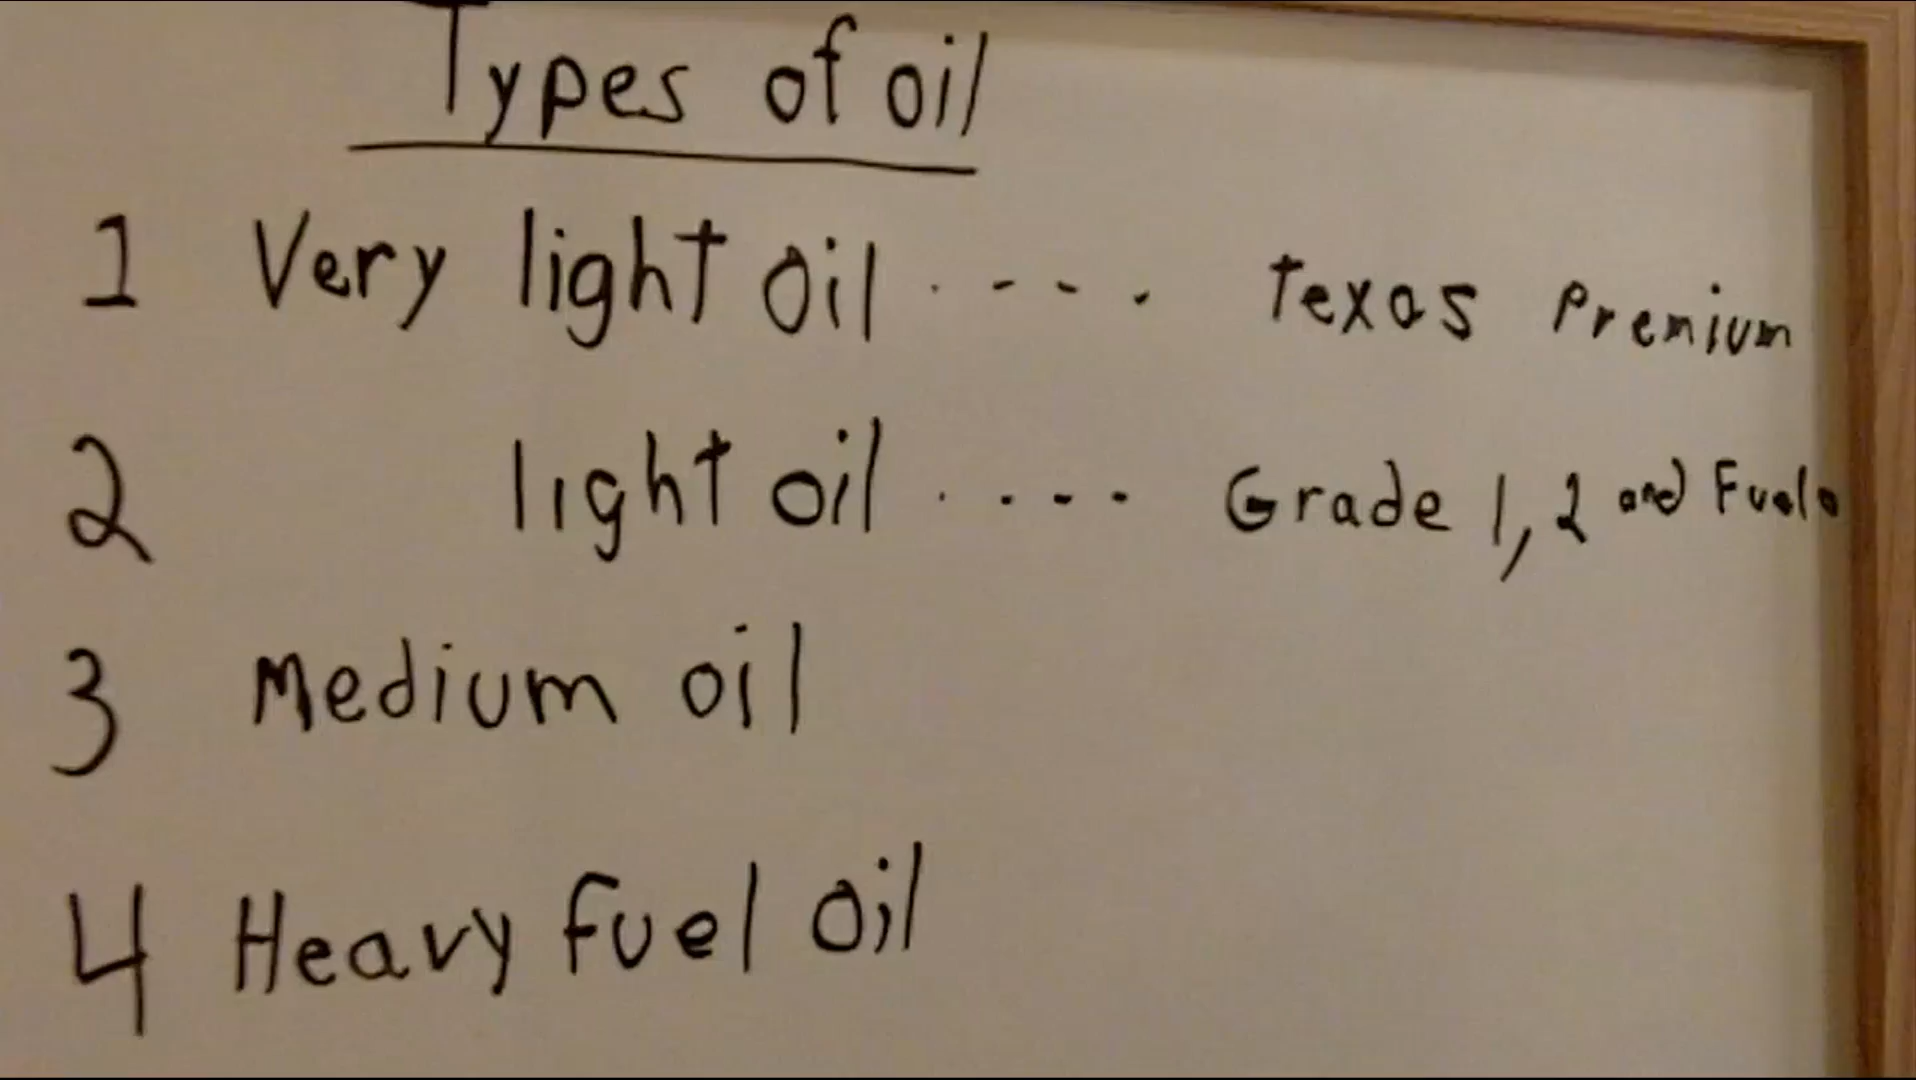 Types of oil
1 Very light oil . - - - . Texas Premium
2 light oil . . - - - Grade 1, 2 and Fuelo
3 Medium oil
4 Heavy fuel oil